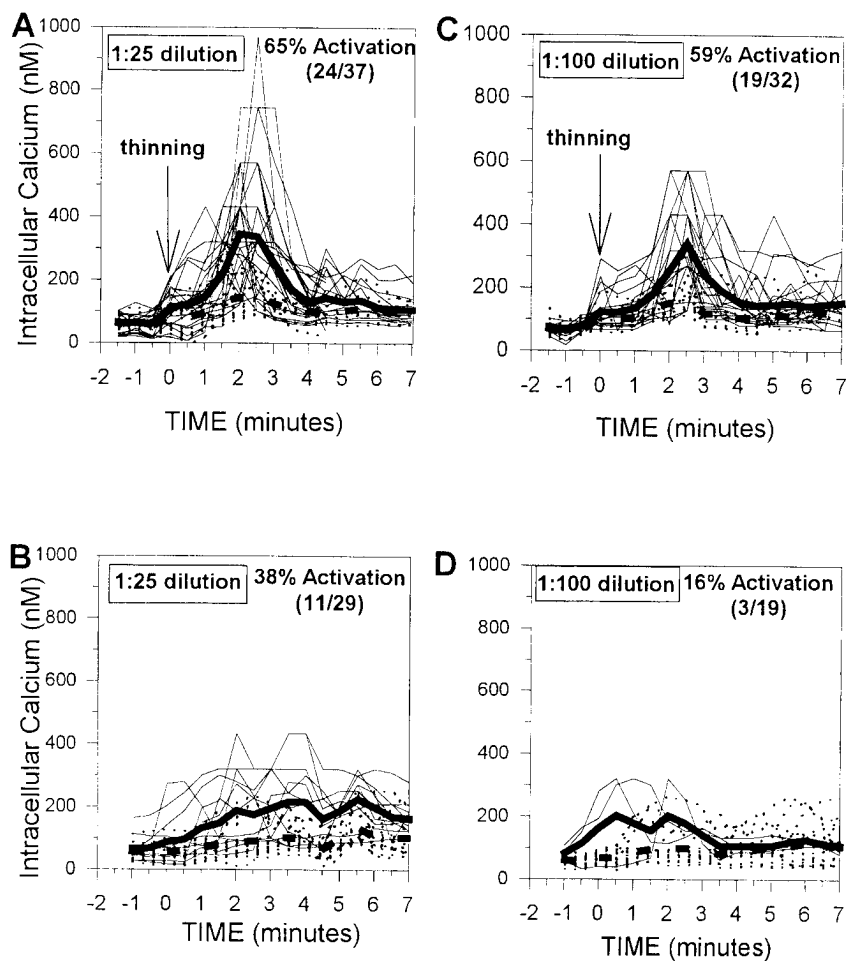 A
1:25 dilution
65% Activation
(24/37)
thinning
Intracellular Calcium (nM)
1000
800
600
400
200
0
-2 -1 0 1 2 3 4 5 6 7
TIME (minutes)
C
1:100 dilution
59% Activation
(19/32)
thinning
1000
800
600
400
200
0
-2 -1 0 1 2 3 4 5 6 7
TIME (minutes)
B
1:25 dilution
38% Activation
(11/29)
Intracellular Calcium (nM)
1000
800
600
400
200
0
-2 -1 0 1 2 3 4 5 6 7
TIME (minutes)
D
1:100 dilution
16% Activation
(3/19)
1000
800
600
400
200
0
-2 -1 0 1 2 3 4 5 6 7
TIME (minutes)